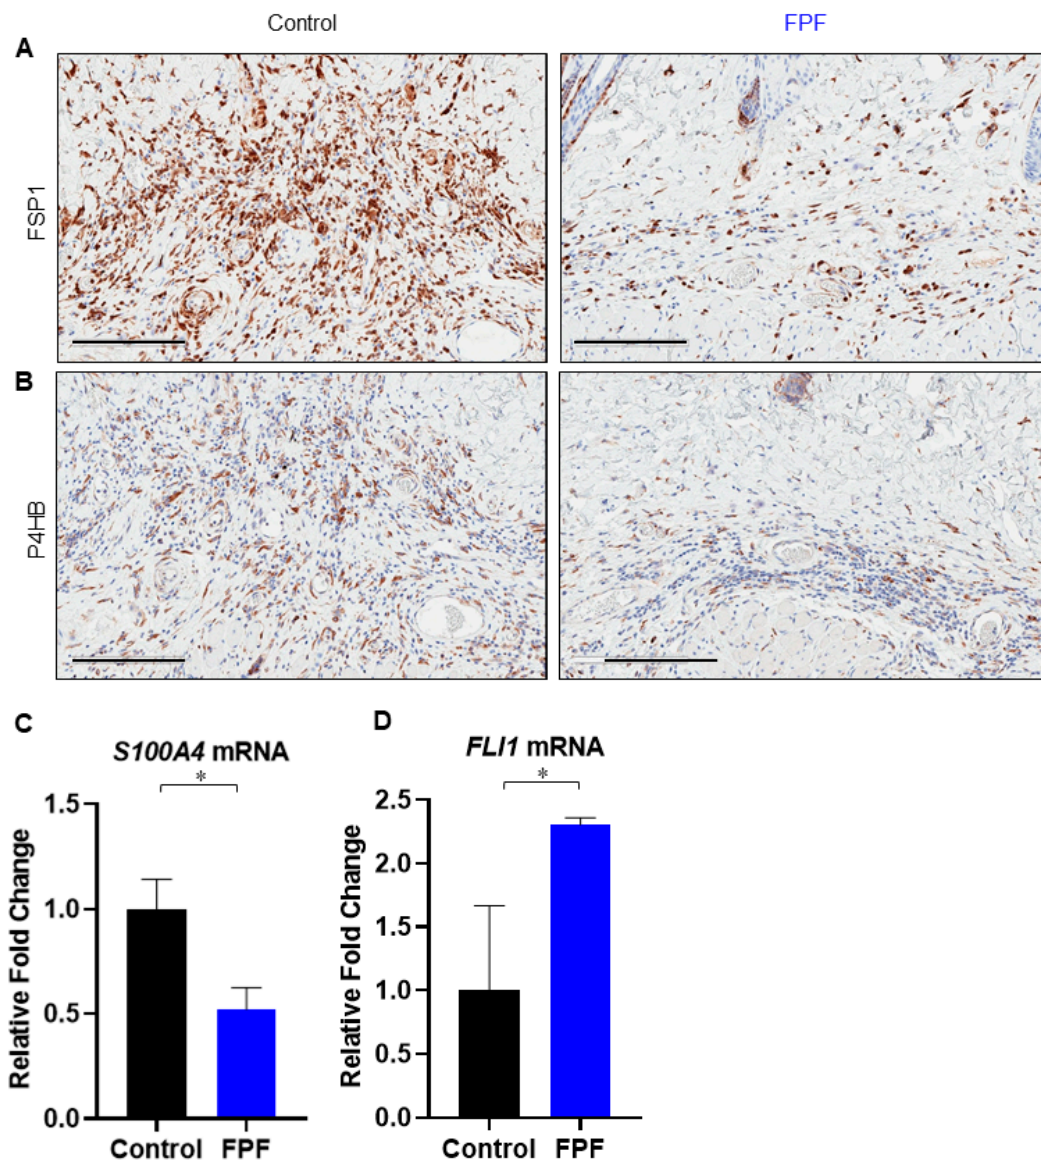 Control FPF
A
FSP1
B
P4HB
C
S100A4 mRNA
*
1.5
1.0
0.5
0.0
Relative Fold Change
Control FPF
D
FLI1 mRNA
*
2.5
2.0
1.5
1.0
0.5
0.0
Relative Fold Change
Control FPF